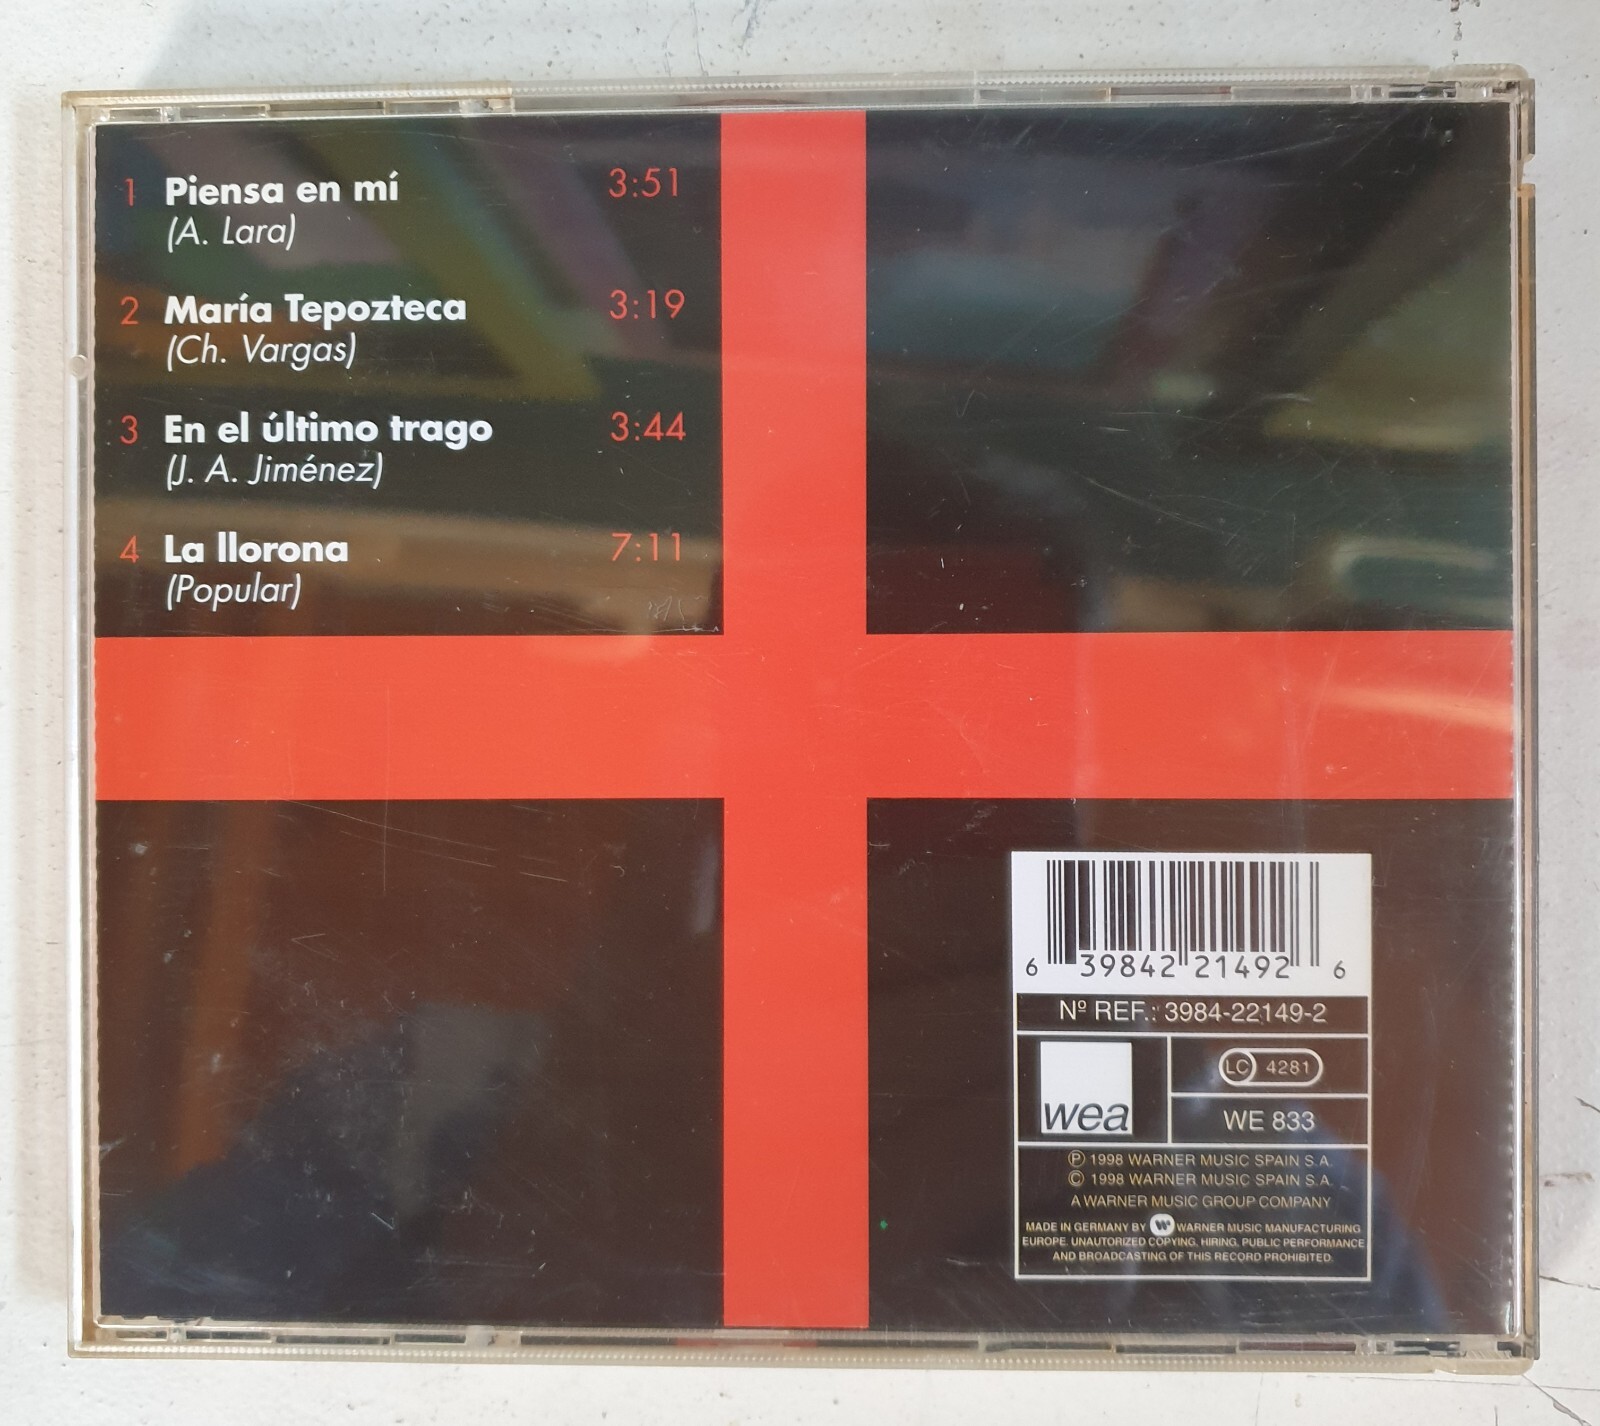 1 Piensa en mí 3:51
(A. Lara)
2 María Tepozteca 3:19
(Ch. Vargas)
3 En el último trago 3:44
(J. A. Jiménez)
4 La llorona 7:11
(Popular)
6 39842 21492 6
Nº REF.: 3984-22149-2
wea
LC 4281
WE 833
℗ 1998 WARNER MUSIC SPAIN S.A.
© 1998 WARNER MUSIC SPAIN S.A.
A WARNER MUSIC GROUP COMPANY
MADE IN GERMANY BY WARNER MUSIC MANUFACTURING
EUROPE. UNAUTORIZED COPYING, HIRING, PUBLIC PERFORMANCE
AND BROADCASTING OF THIS RECORD PROHIBITED.